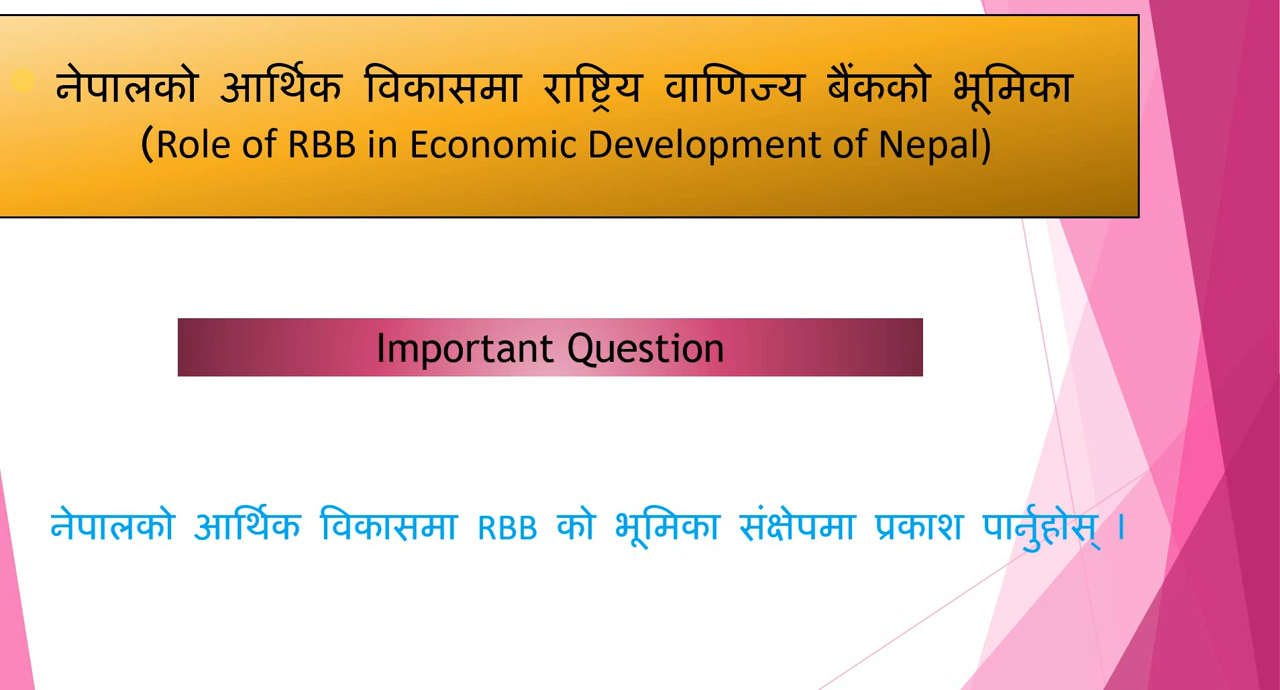 नेपालको आर्थिक विकासमा राष्ट्रिय वाणिज्य बैंकको भूमिका
(Role of RBB in Economic Development of Nepal)
Important Question
नेपालको आर्थिक विकासमा RBB को भूमिका संक्षेपमा प्रकाश पार्नुहोस् ।